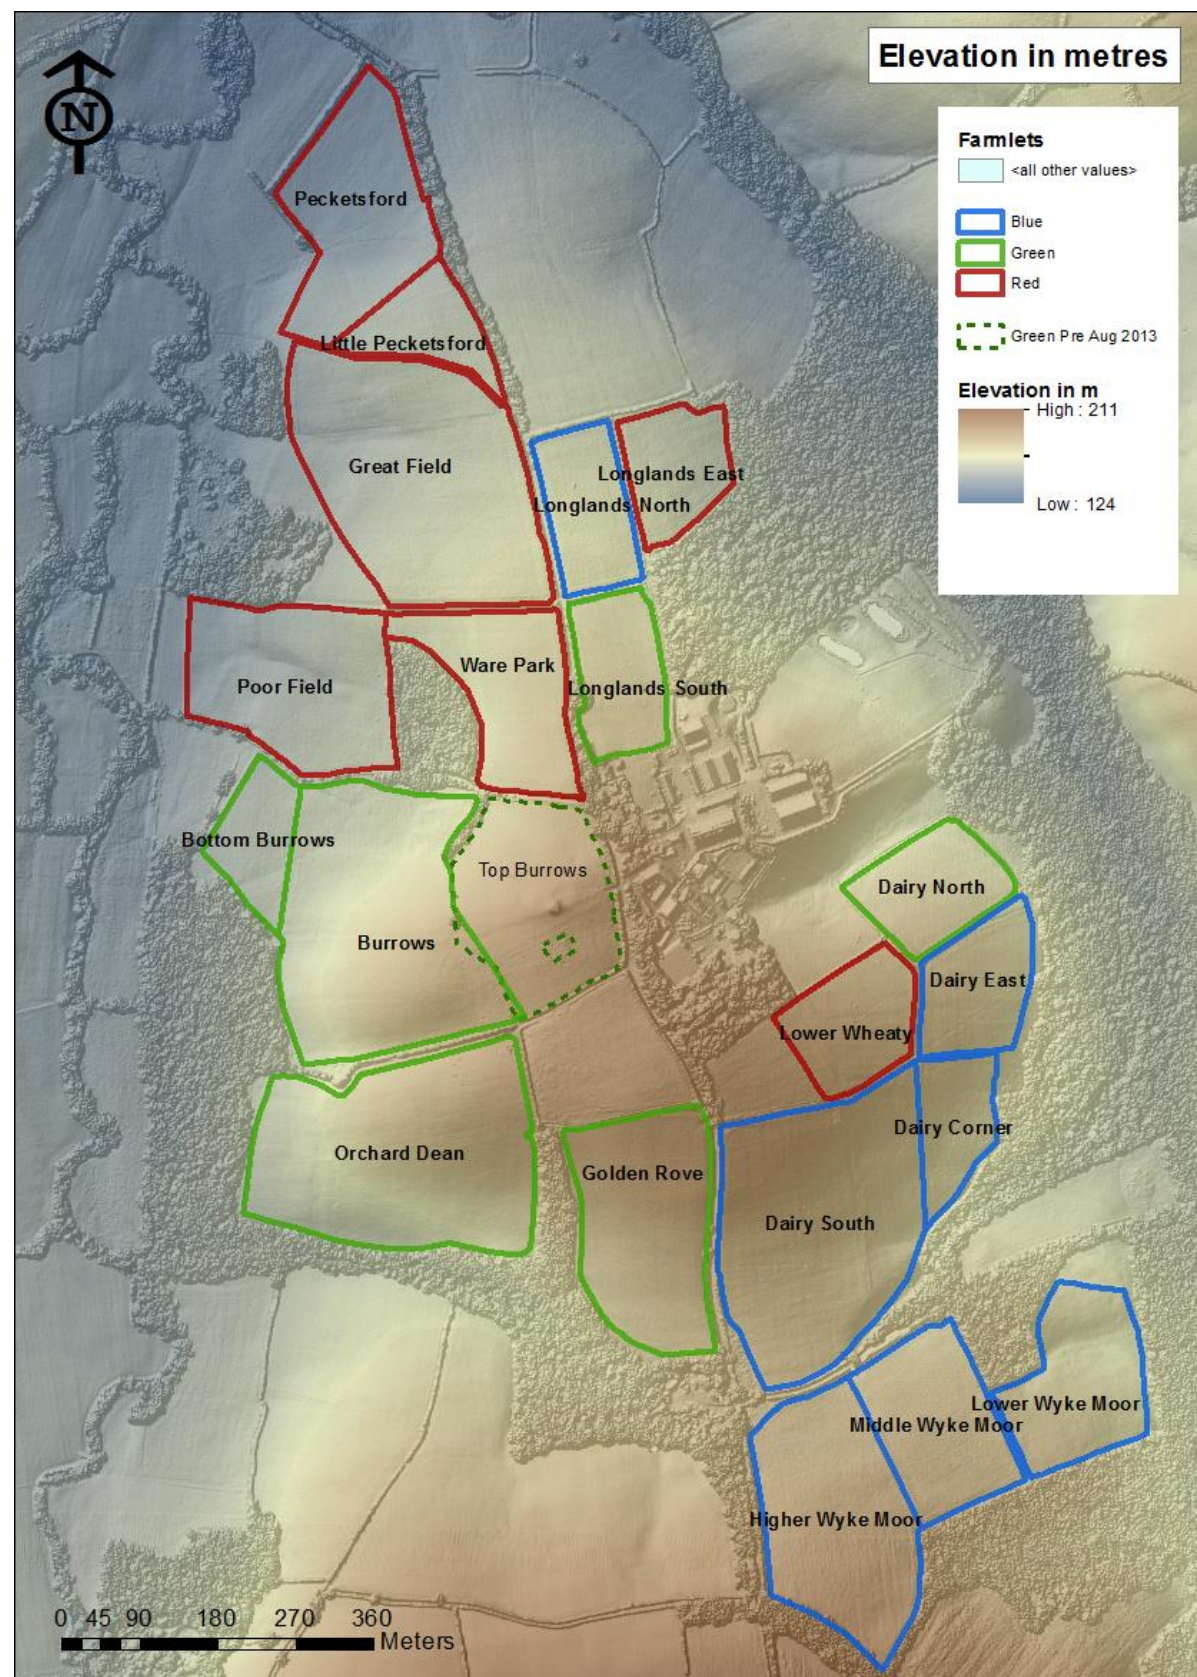 Elevation in metres
N
Farmlets
<all other values>
Blue
Green
Red
Green Pre Aug 2013
Elevation in m
High : 211
Low : 124
Pecketsford
Little Pecketsford
Great Field
Longlands East
Longlands North
Ware Park
Poor Field
Longlands South
Bottom Burrows
Top Burrows
Dairy North
Burrows
Dairy East
Lower Wheaty
Dairy Corner
Orchard Dean
Golden Rove
Dairy South
Lower Wyke Moor
Middle Wyke Moor
Higher Wyke Moor
0 45 90 180 270 360
Meters